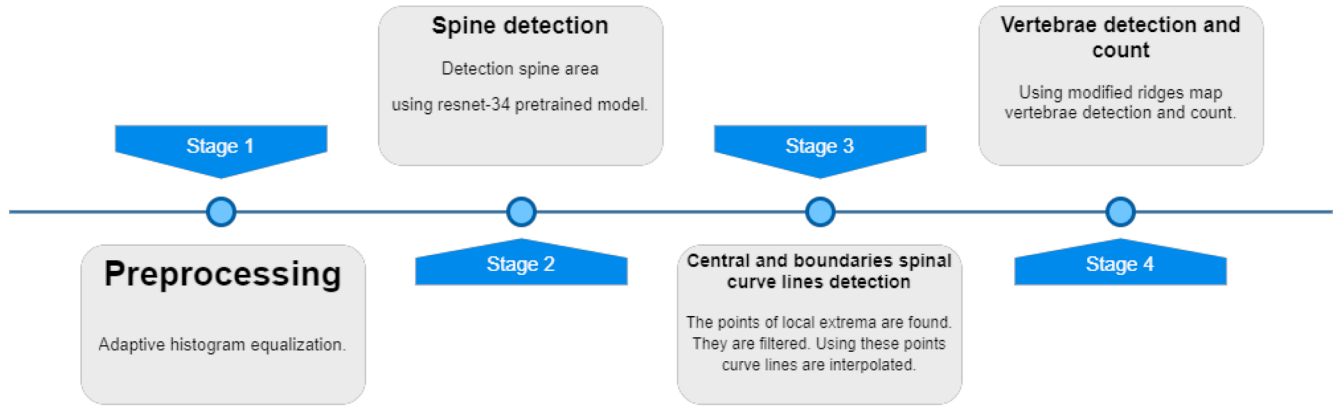 Stage 1
Preprocessing
Adaptive histogram equalization.
Spine detection
Detection spine area
using resnet-34 pretrained model.
Stage 2
Stage 3
Central and boundaries spinal
curve lines detection
The points of local extrema are found.
They are filtered. Using these points
curve lines are interpolated.
Vertebrae detection and
count
Using modified ridges map
vertebrae detection and count.
Stage 4